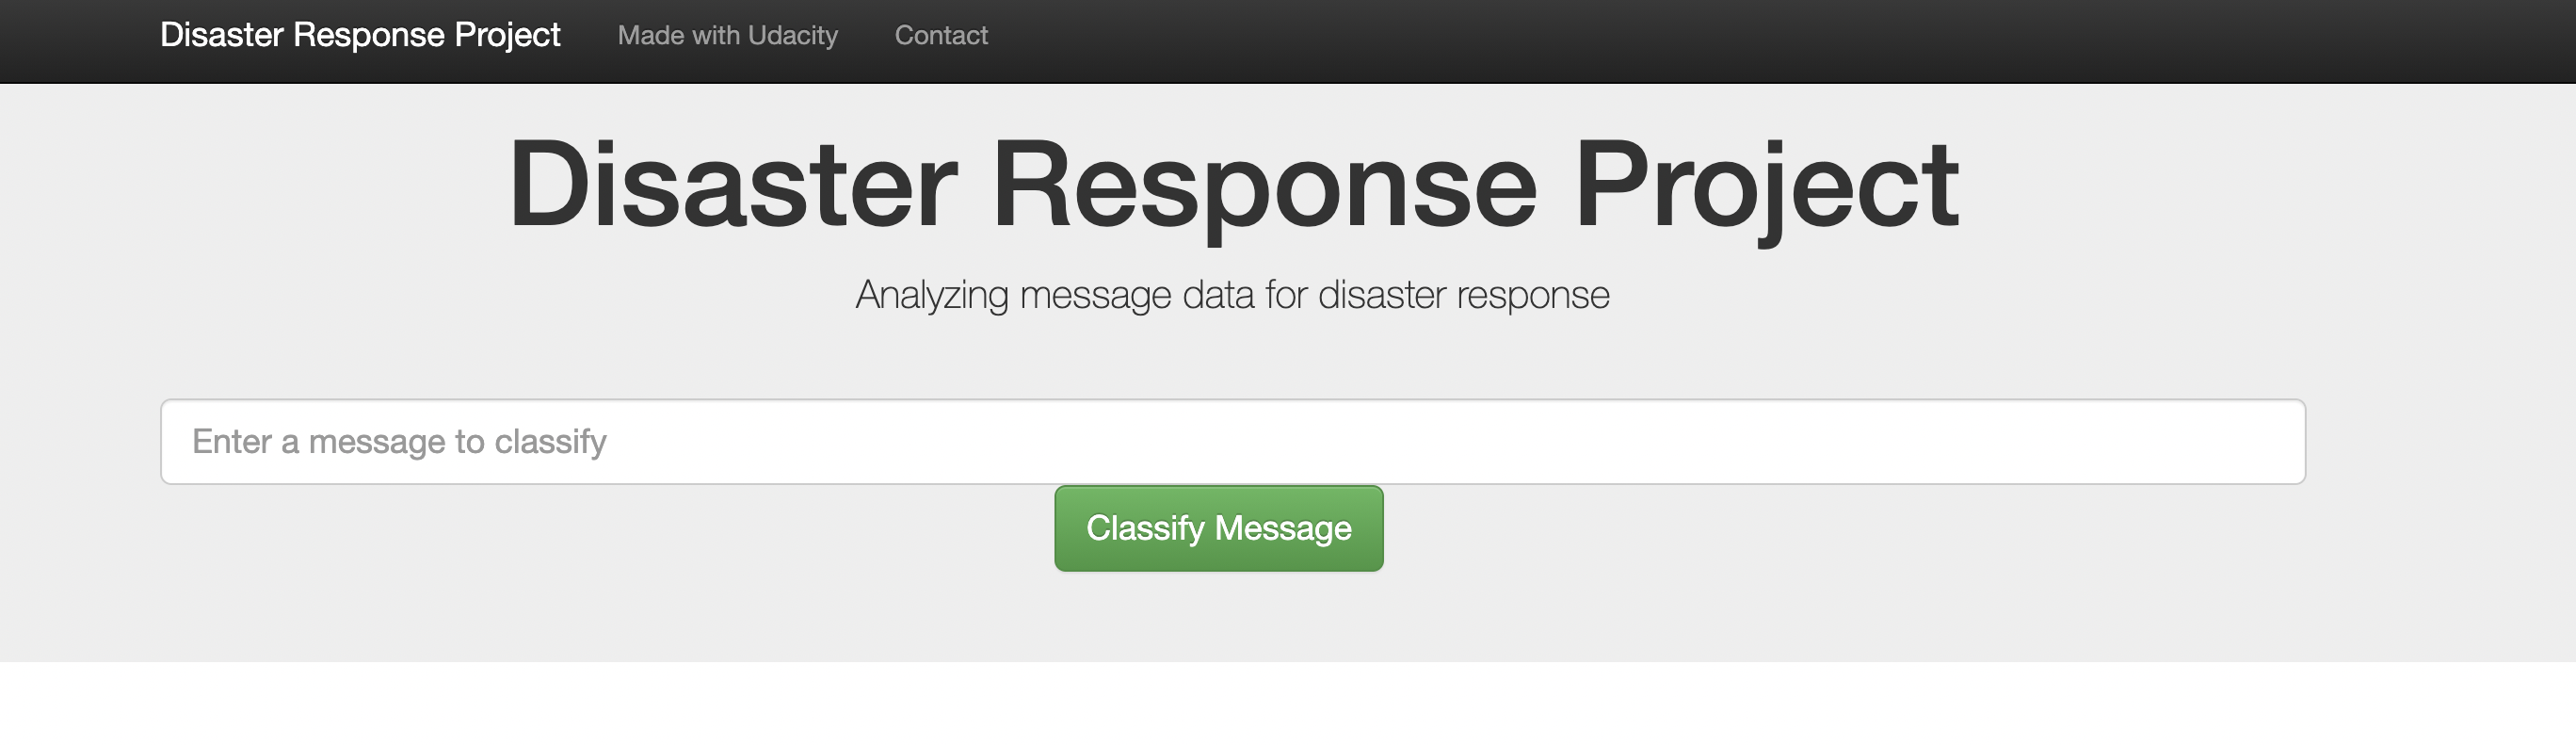 Disaster Response Project Made with Udacity Contact
Disaster Response Project
Analyzing message data for disaster response
Enter a message to classify
Classify Message